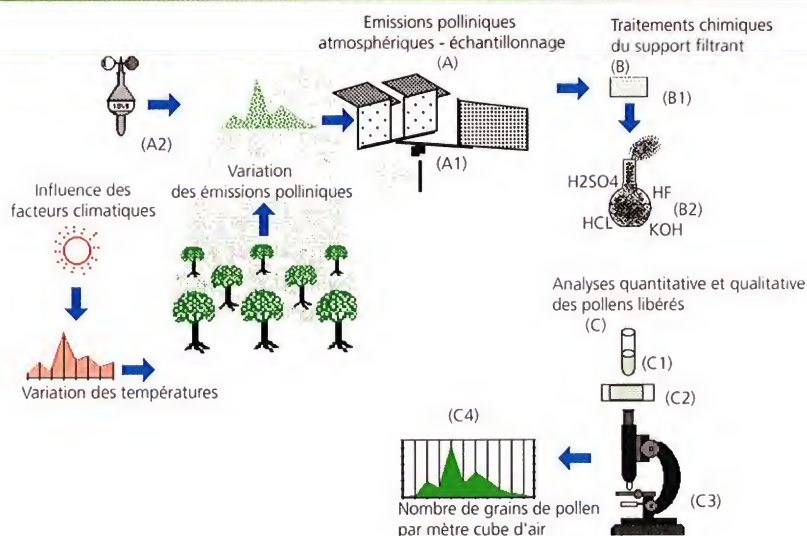 Emissions polliniques
atmosphériques - échantillonnage
(A)
Traitements chimiques
du support filtrant
(B)
(B1)
(A2)
(A1)
H2SO4
HF
(B2)
HCL
KOH
Variation
des émissions polliniques
Influence des
facteurs climatiques
Variation des températures
Analyses quantitative et qualitative
des pollens libérés
(C)
(C1)
(C2)
(C3)
(C4)
Nombre de grains de pollen
par mètre cube d'air